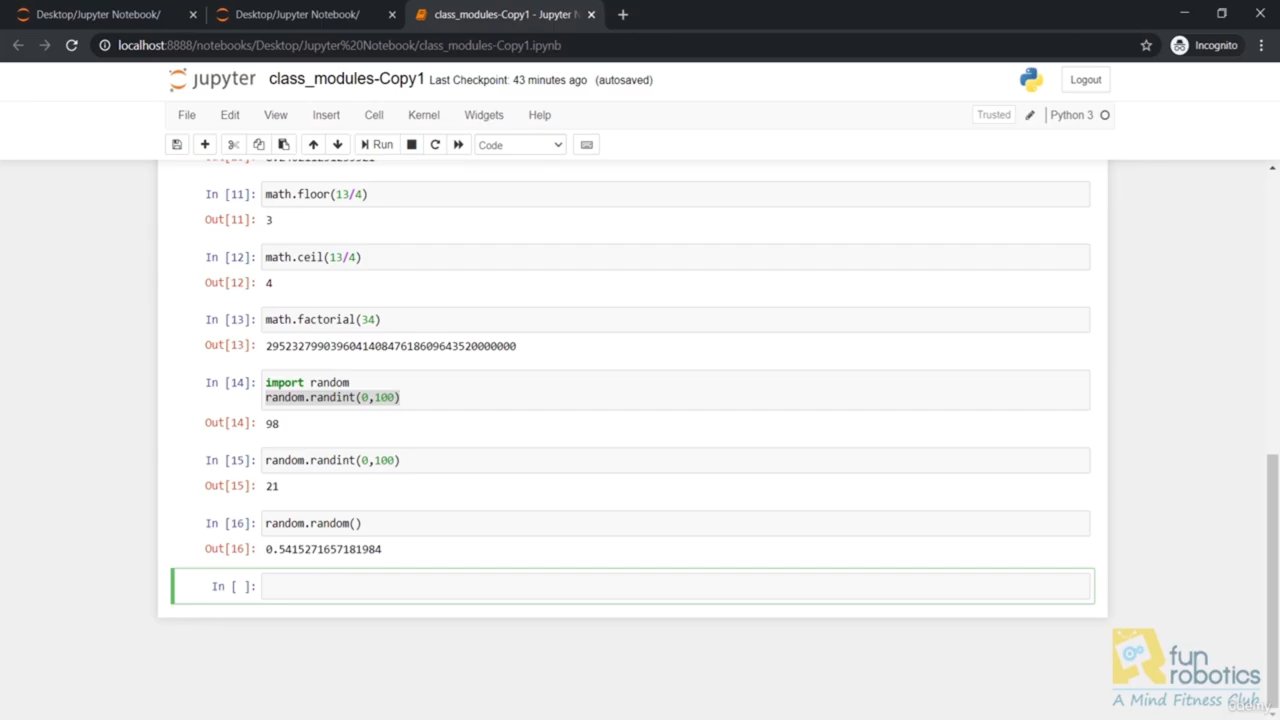 Desktop/Jupyter Notebook/
Desktop/Jupyter Notebook/
class_modules-Copy1 - Jupyter N
localhost:8888/notebooks/Desktop/Jupyter%20Notebook/class_modules-Copy1.ipynb
Incognito
jupyter class_modules-Copy1 Last Checkpoint: 43 minutes ago (autosaved)
Logout
File Edit View Insert Cell Kernel Widgets Help
Trusted
Python 3
Run
Code
In [11]: math.floor(13/4)
Out[11]: 3
In [12]: math.ceil(13/4)
Out[12]: 4
In [13]: math.factorial(34)
Out[13]: 295232799039604140847618609643520000000
In [14]: import random
random.randint(0,100)
Out[14]: 98
In [15]: random.randint(0,100)
Out[15]: 21
In [16]: random.random()
Out[16]: 0.5415271657181984
In [ ]:
fun
robotics
A Mind Fitness Club
Udemy